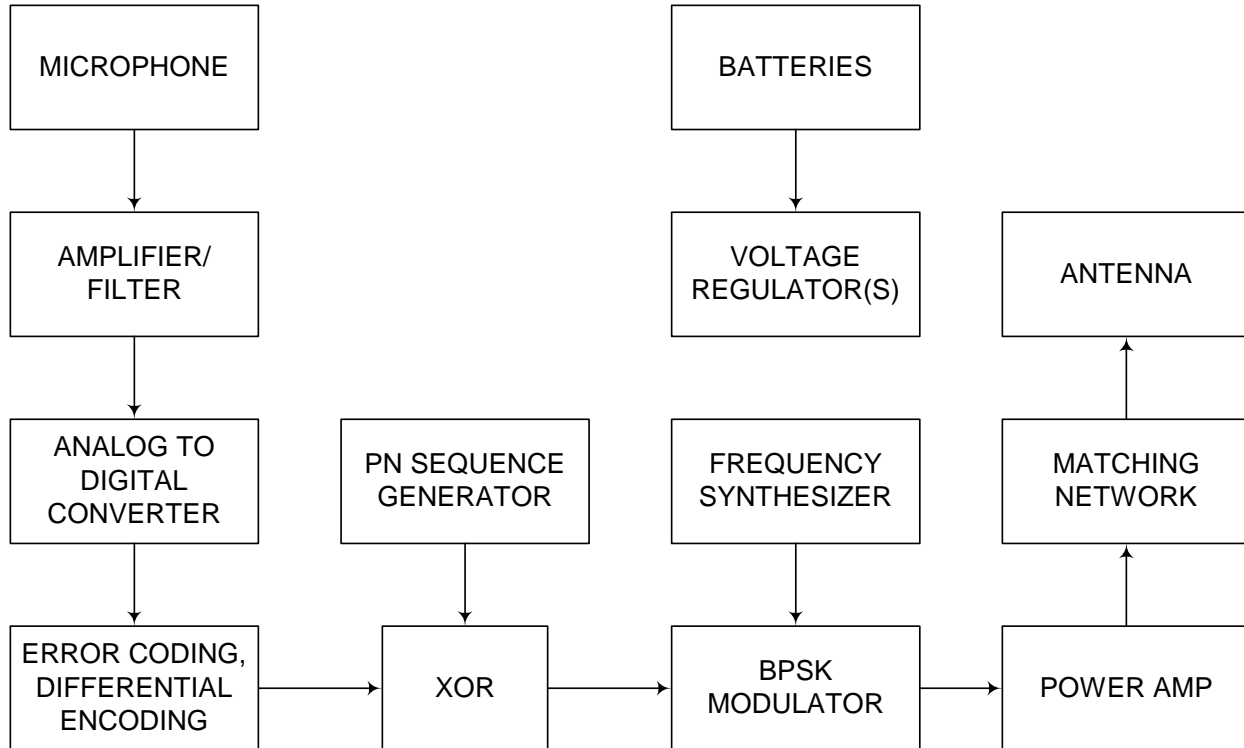 MICROPHONE
BATTERIES
AMPLIFIER/
FILTER
VOLTAGE
REGULATOR(S)
ANTENNA
ANALOG TO
DIGITAL
CONVERTER
PN SEQUENCE
GENERATOR
FREQUENCY
SYNTHESIZER
MATCHING
NETWORK
ERROR CODING,
DIFFERENTIAL
ENCODING
XOR
BPSK
MODULATOR
POWER AMP